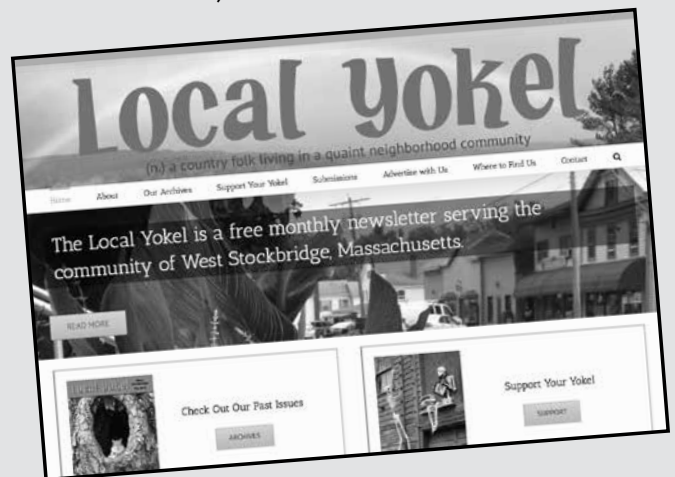 Local Yokel
(n.) a country folk living in a quaint neighborhood community
Home About Our Archives Support Your Yokel Submissions Advertise with Us Where to Find Us Contact
The Local Yokel is a free monthly newsletter serving the
community of West Stockbridge, Massachusetts.
READ MORE
LOCAL YOKEL
Check Out Our Past Issues
ARCHIVES
Support Your Yokel
SUPPORT